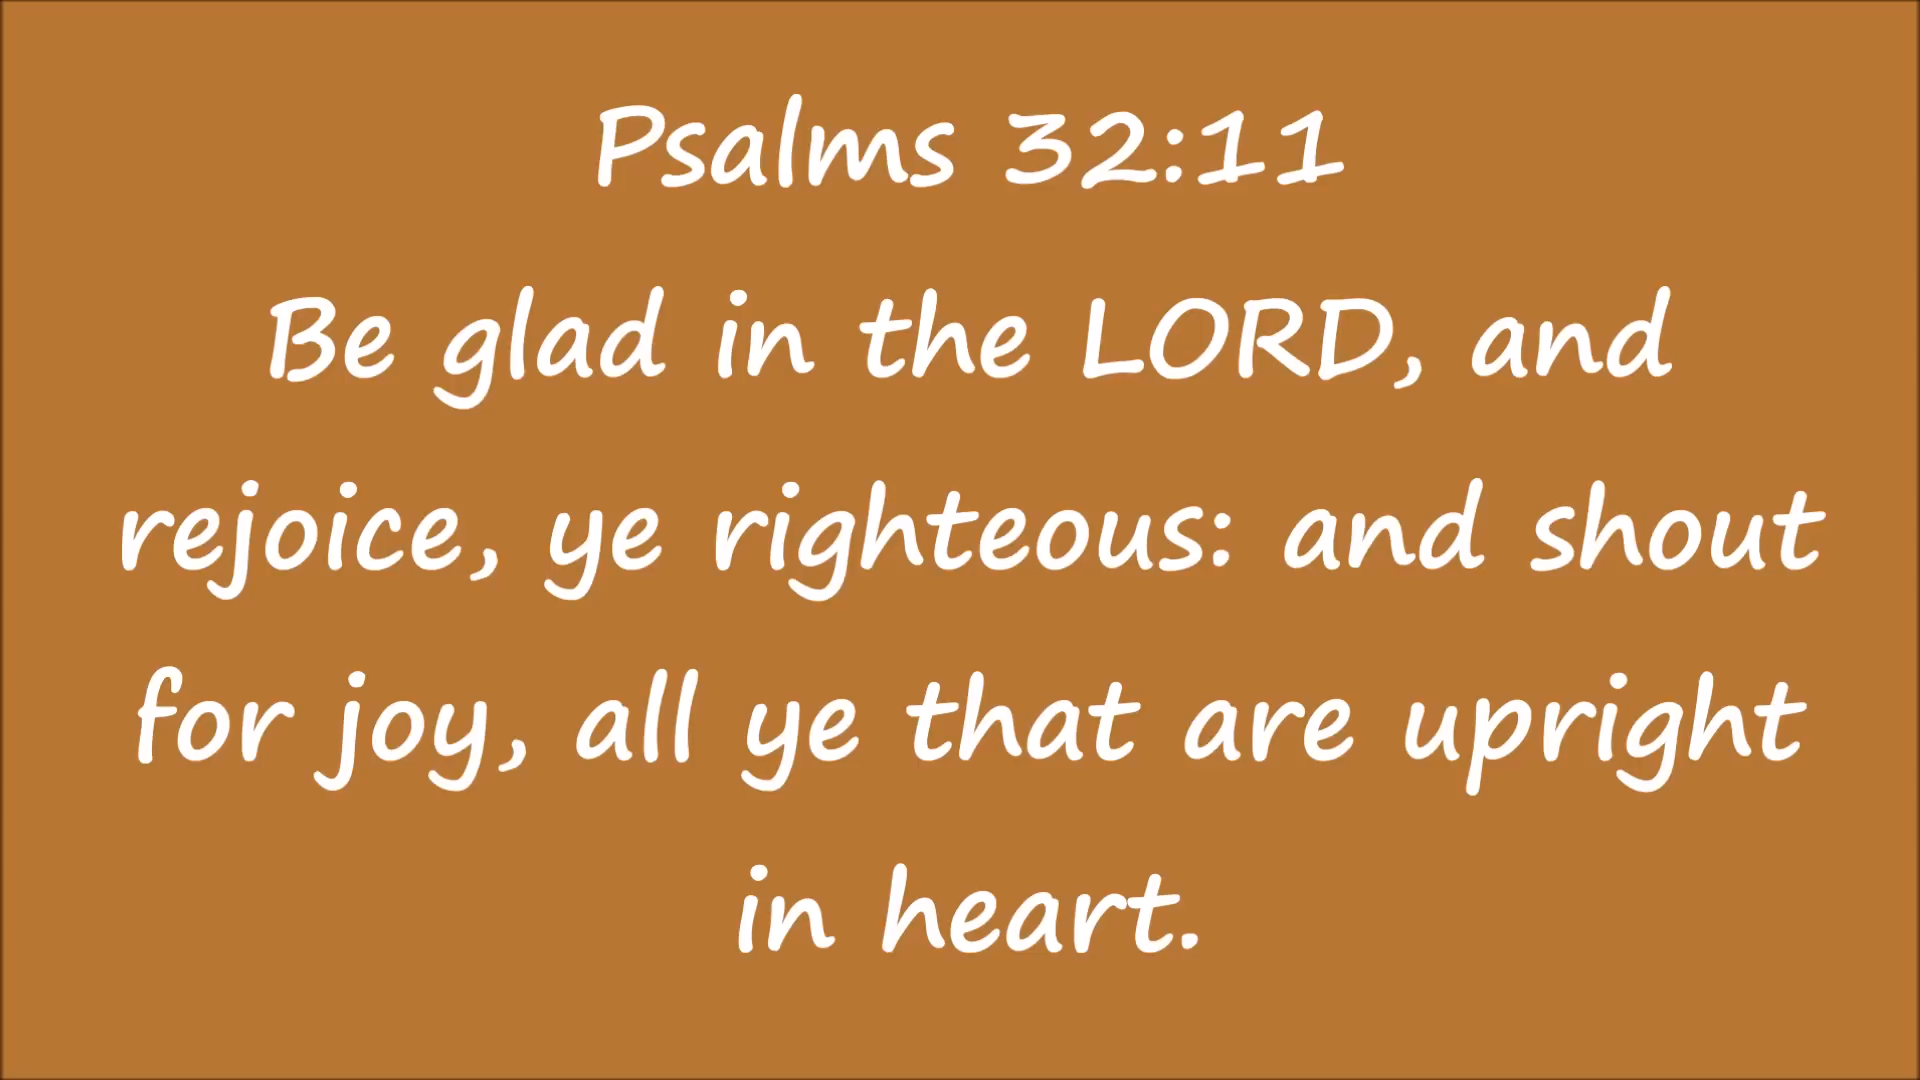 Psalms 32:11
Be glad in the LORD, and
rejoice, ye righteous: and shout
for joy, all ye that are upright
in heart.